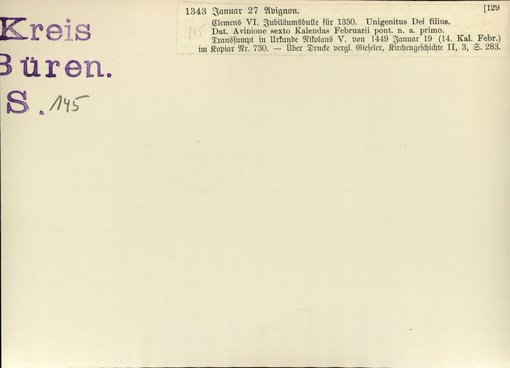 Kreis
Büren.
S. 145
[129
1343 Januar 27 Avignon.
145
Clemens VI. Jubiläumsbulle für 1350. Unigenitus Dei filius.
Dat. Avinione sexto Kalendas Februarii pont. n. a. primo.
Transsumpt in Urkunde Nikolaus V. von 1449 Januar 19 (14. Kal. Febr.)
im Kopiar Nr. 730. — Über Drucke vergl. Gieseler, Kirchengeschichte II, 3, S. 283.